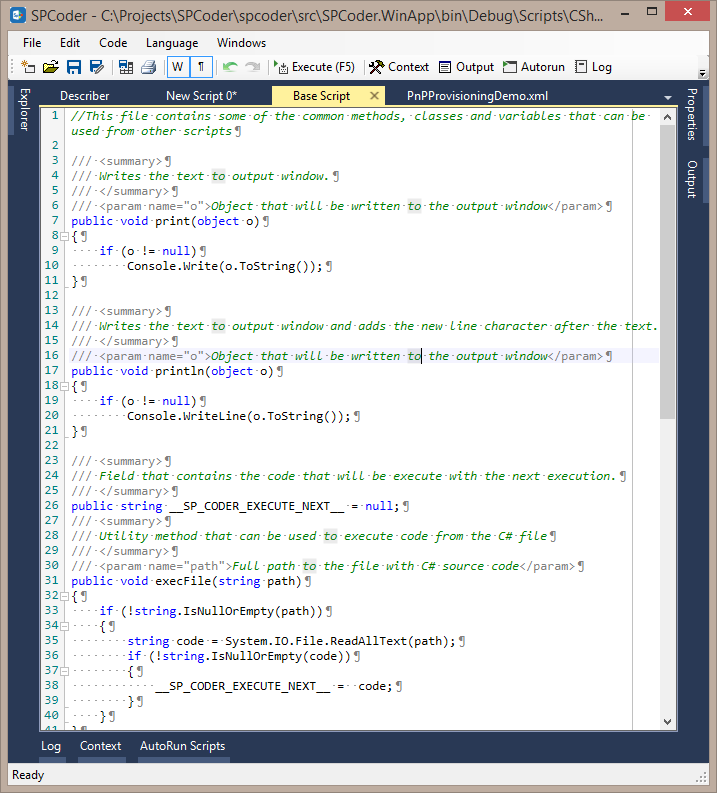 SPCoder - C:\Projects\SPCoder\spcoder\src\SPCoder.WinApp\bin\Debug\Scripts\CSh...
File Edit Code Language Windows
W ¶ Execute (F5) Context Output Autorun Log
Explorer
Describer New Script 0* Base Script PnPProvisioningDemo.xml
Properties
Output
1 //This file contains some of the common methods, classes and variables that can be
used from other scripts¶
2
3 /// <summary>¶
4 /// Writes the text to output window.¶
5 /// </summary>¶
6 /// <param name="o">Object that will be written to the output window</param>¶
7 public void print(object o)¶
8 {¶
9 if (o != null)¶
10 Console.Write(o.ToString());¶
11 }¶
12
13 /// <summary>¶
14 /// Writes the text to output window and adds the new line character after the text.
15 /// </summary>¶
16 /// <param name="o">Object that will be written to the output window</param>¶
17 public void println(object o)¶
18 {¶
19 if (o != null)¶
20 Console.WriteLine(o.ToString());¶
21 }¶
22
23 /// <summary>¶
24 /// Field that contains the code that will be execute with the next execution.¶
25 /// </summary>¶
26 public string __SP_CODER_EXECUTE_NEXT__ = null;¶
27 /// <summary>¶
28 /// Utility method that can be used to execute code from the C# file¶
29 /// </summary>¶
30 /// <param name="path">Full path to the file with C# source code</param>¶
31 public void execFile(string path)¶
32 {¶
33 if (!string.IsNullOrEmpty(path))¶
34 {¶
35 string code = System.IO.File.ReadAllText(path);¶
36 if (!string.IsNullOrEmpty(code))¶
37 {¶
38 __SP_CODER_EXECUTE_NEXT__ = code;¶
39 }¶
40 }¶
41 }¶
Log Context AutoRun Scripts
Ready